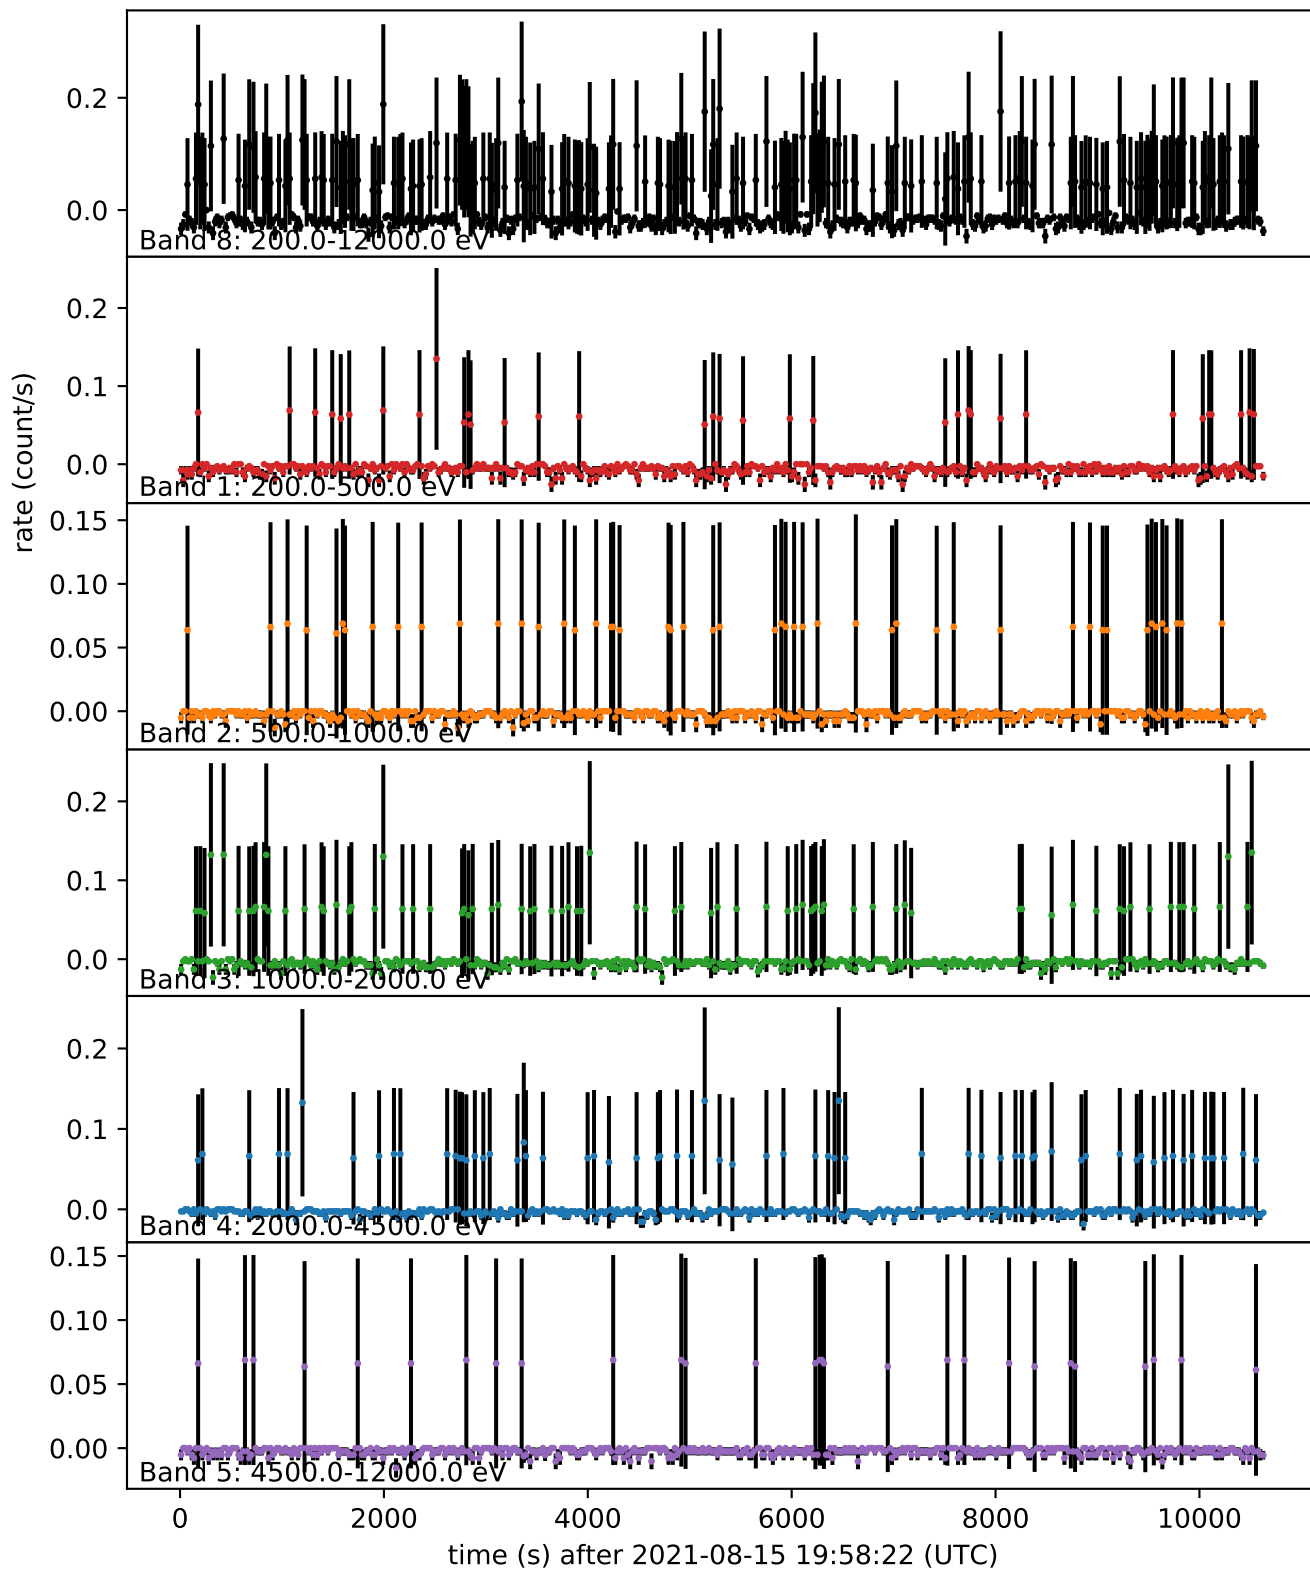 0.2
0.0
Band 8: 200.0-12000.0 eV
0.2
0.1
0.0
Band 1: 200.0-500.0 eV
rate (count/s)
0.15
0.10
0.05
0.00
Band 2: 500.0-1000.0 eV
0.2
0.1
0.0
Band 3: 1000.0-2000.0 eV
0.2
0.1
0.0
Band 4: 2000.0-4500.0 eV
0.15
0.10
0.05
0.00
Band 5: 4500.0-12000.0 eV
0 2000 4000 6000 8000 10000
time (s) after 2021-08-15 19:58:22 (UTC)